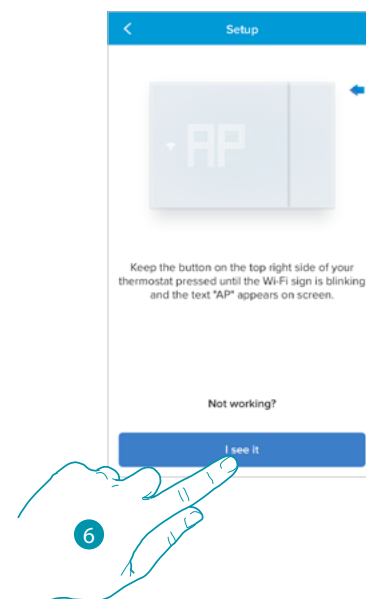 Setup
AP
Keep the button on the top right side of your
thermostat pressed until the Wi-Fi sign is blinking
and the text "AP" appears on screen.
Not working?
I see it
6